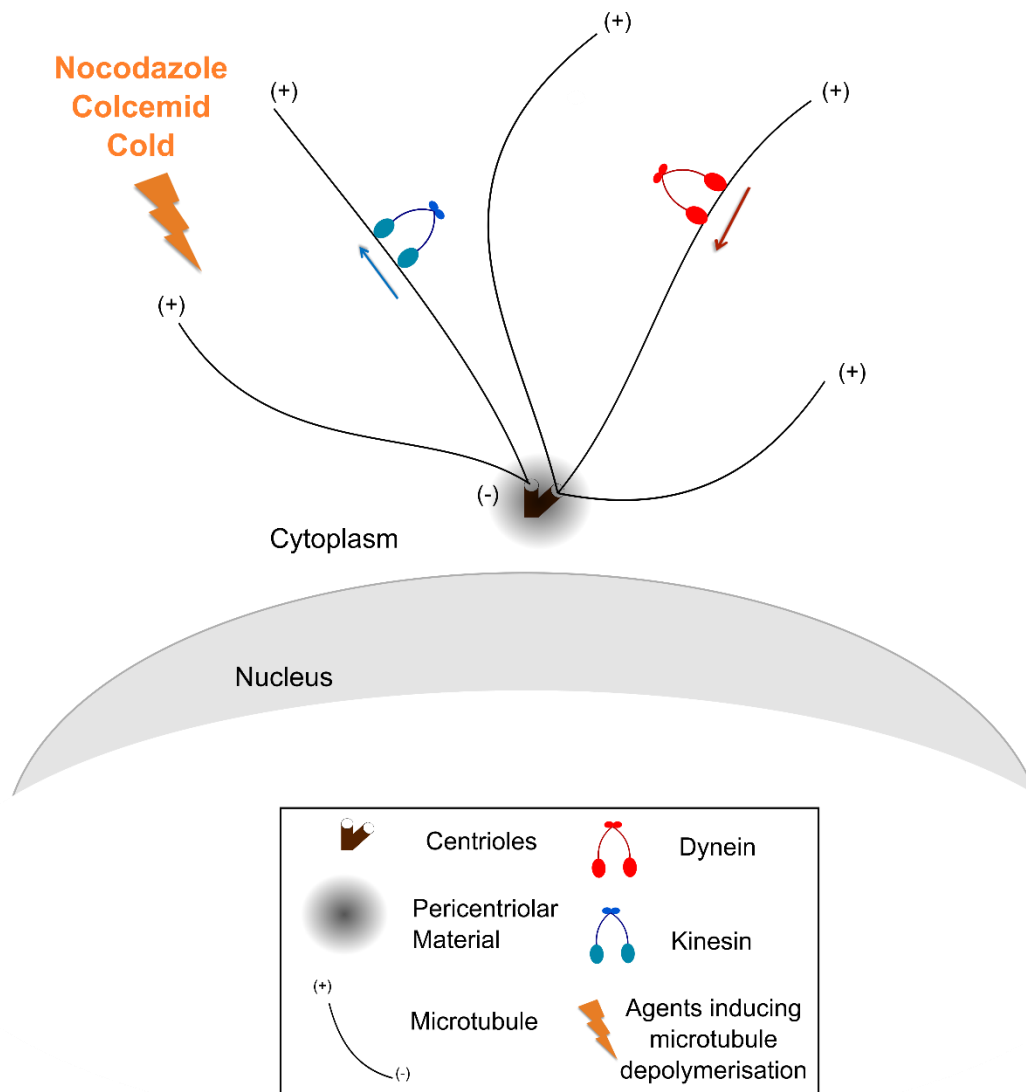 (+)
Nocodazole
Colcemid
Cold
(+)
(+)
(+)
(+)
(-)
Cytoplasm
Nucleus
Centrioles
Dynein
Pericentriolar
Material
Kinesin
(+)
Microtubule
(-)
Agents inducing
microtubule
depolymerisation